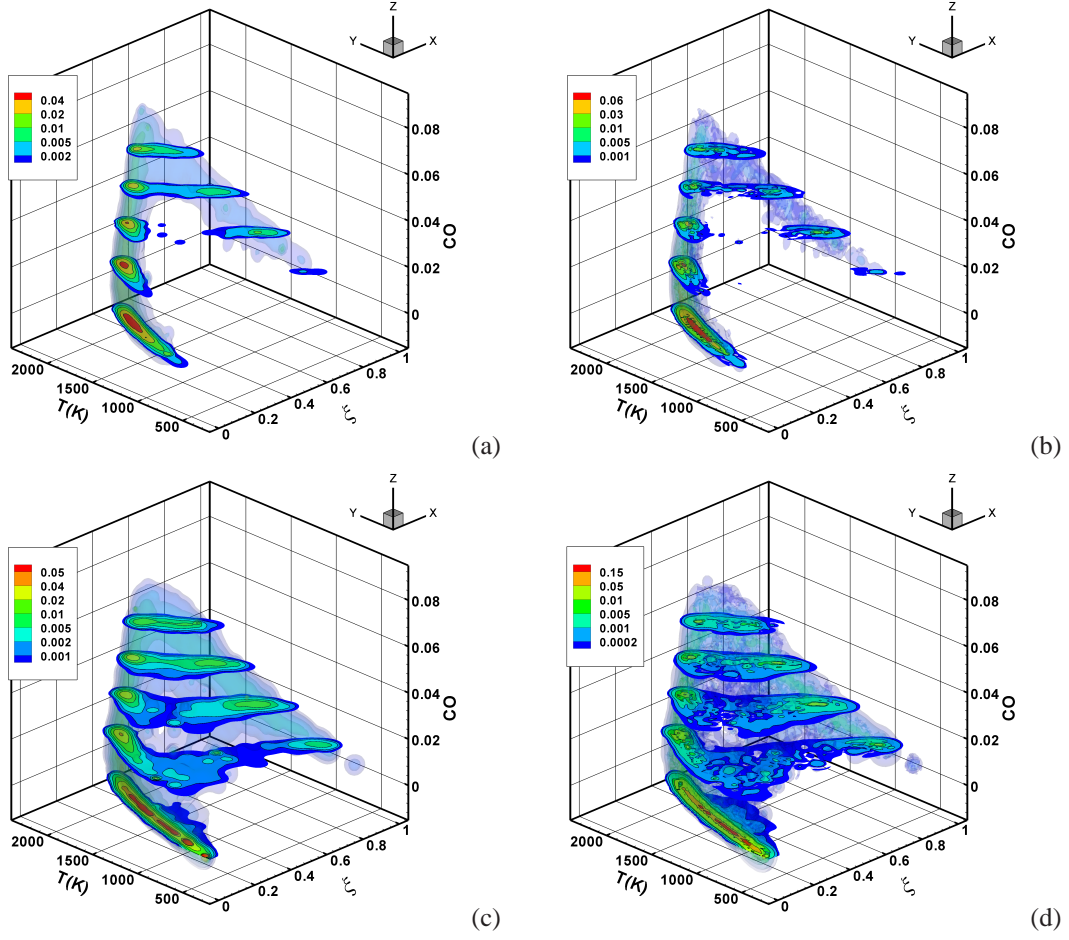 Z
Y
X
0.04
0.02
0.01
0.005
0.002
0.08
0.06
0.04
0.02
0
CO
2000
1500
1000
500
T(K)
0
0.2
0.4
0.6
0.8
1
ξ
(a)
Z
Y
X
0.06
0.03
0.01
0.005
0.001
0.08
0.06
0.04
0.02
0
CO
2000
1500
1000
500
T(K)
0
0.2
0.4
0.6
0.8
1
ξ
(b)
Z
Y
X
0.05
0.04
0.02
0.01
0.005
0.002
0.001
0.08
0.06
0.04
0.02
0
CO
2000
1500
1000
500
T(K)
0
0.2
0.4
0.6
0.8
1
ξ
(c)
Z
Y
X
0.15
0.05
0.01
0.005
0.001
0.0002
0.08
0.06
0.04
0.02
0
CO
2000
1500
1000
500
T(K)
0
0.2
0.4
0.6
0.8
1
ξ
(d)